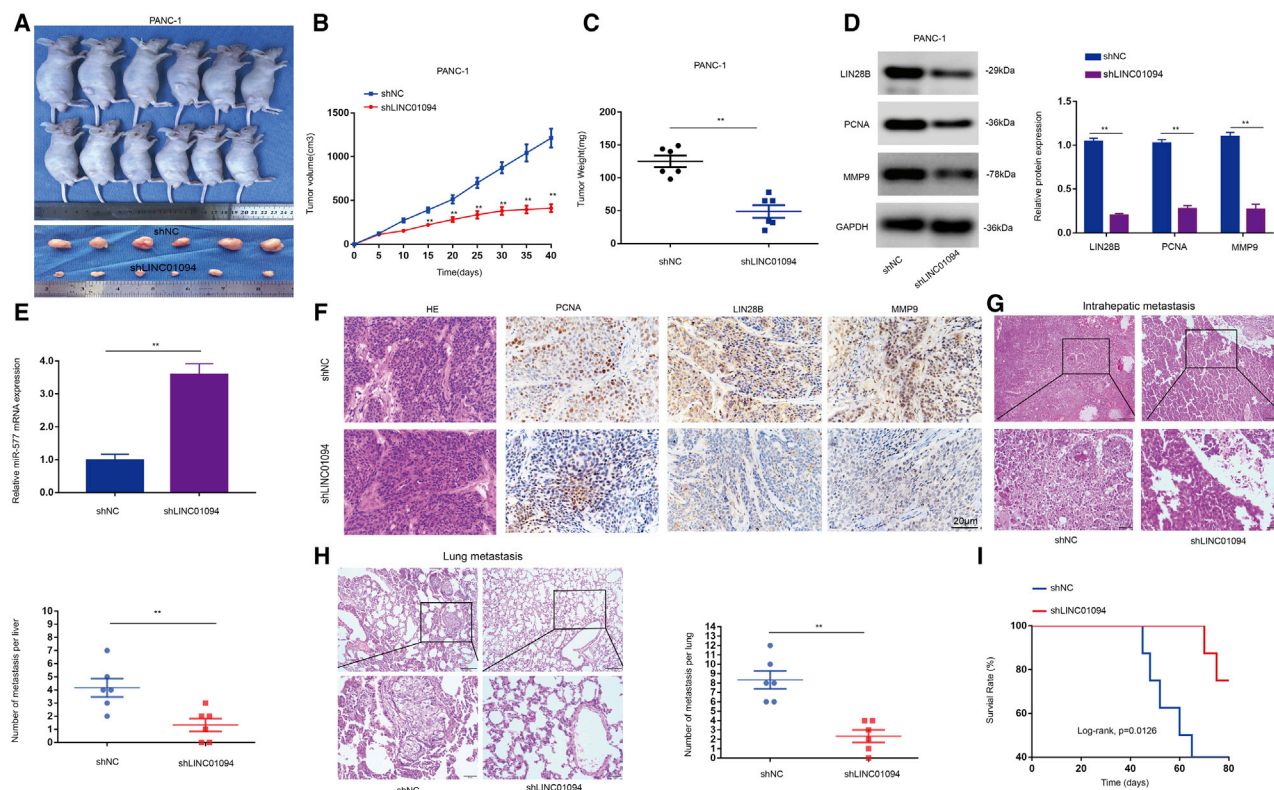 A
PANC-1
shNC
shLINC01094
B
PANC-1
shNC
shLINC01094
Tumor volume(cm3)
1500
1000
500
0
**
**
**
**
**
**
0 5 10 15 20 25 30 35 40
Time(days)
C
PANC-1
Tumor Weight(mg)
200
150
100
50
0
**
shNC
shLINC01094
D
PANC-1
LIN28B
-29kDa
PCNA
-36kDa
MMP9
-78kDa
GAPDH
-36kDa
shNC
shLINC01094
shNC
shLINC01094
Relative protein expression
1.5
1.0
0.5
0.0
**
**
**
LIN28B
PCNA
MMP9
E
Relative miR-577 mRNA expression
4.0
3.0
2.0
1.0
0.0
**
shNC
shLINC01094
F
HE
PCNA
LIN28B
MMP9
shNC
shLINC01094
20μm
G
Intrahepatic metastasis
shNC
shLINC01094
Number of metastasis per liver
10
9
8
7
6
5
4
3
2
1
0
**
shNC
shLINC01094
H
Lung metastasis
shNC
shLINC01094
Number of metastasis per lung
14
13
12
11
10
9
8
7
6
5
4
3
2
1
0
**
shNC
shLINC01094
I
shNC
shLINC01094
Survial Rate (%)
100
80
60
40
Log-rank, p=0.0126
0 20 40 60 80
Time (days)